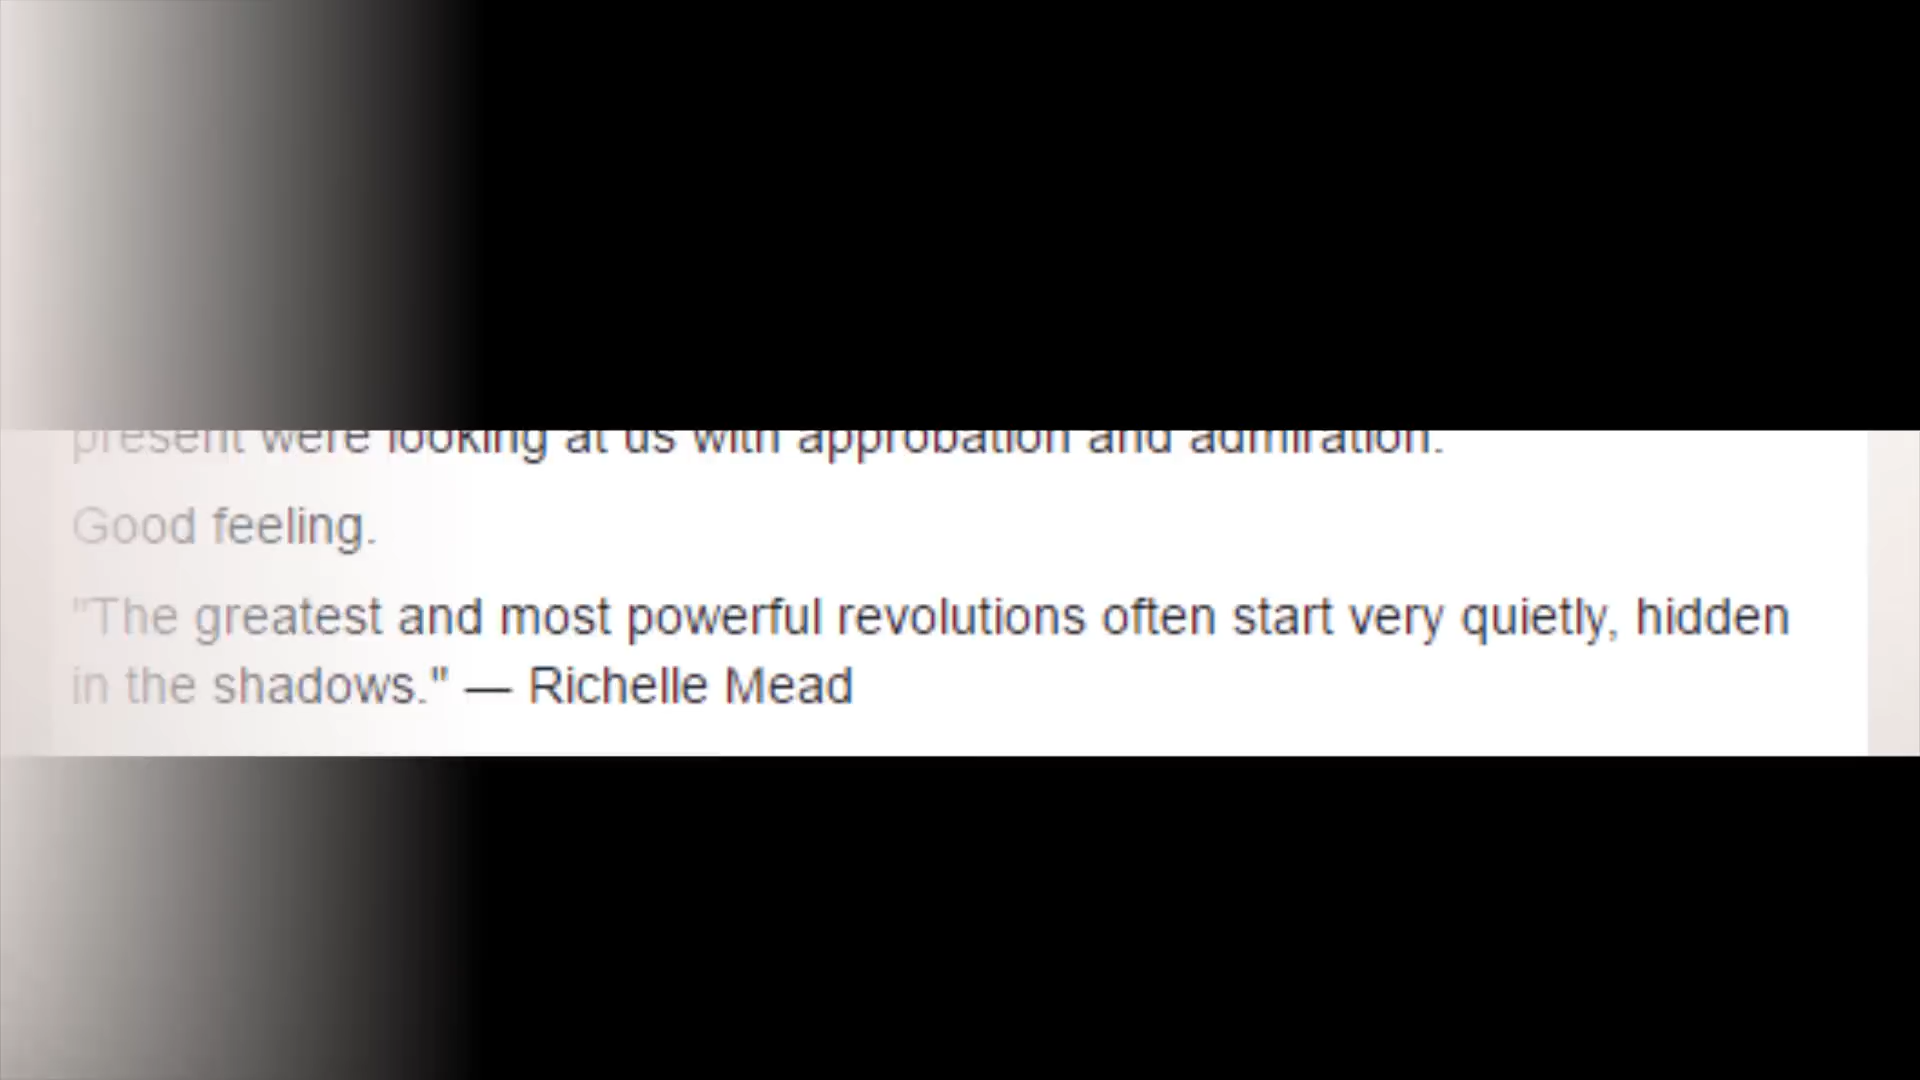 present were looking at us with approbation and admiration.
Good feeling.
"The greatest and most powerful revolutions often start very quietly, hidden
in the shadows." — Richelle Mead